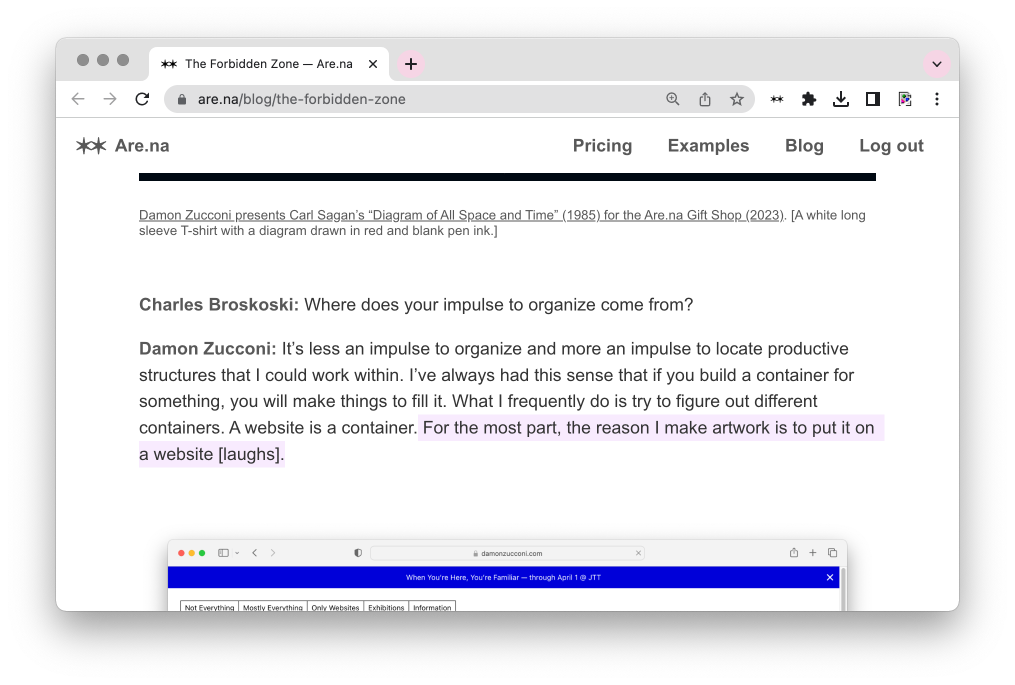 The Forbidden Zone — Are.na
are.na/blog/the-forbidden-zone
Are.na
Pricing
Examples
Blog
Log out
Damon Zucconi presents Carl Sagan’s “Diagram of All Space and Time” (1985) for the Are.na Gift Shop (2023). [A white long
sleeve T-shirt with a diagram drawn in red and blank pen ink.]
Charles Broskoski: Where does your impulse to organize come from?
Damon Zucconi: It’s less an impulse to organize and more an impulse to locate productive
structures that I could work within. I’ve always had this sense that if you build a container for
something, you will make things to fill it. What I frequently do is try to figure out different
containers. A website is a container. For the most part, the reason I make artwork is to put it on
a website [laughs].
damonzucconi.com
When You're Here, You're Familiar — through April 1 @ JTT
Not Everything
Mostly Everything
Only Websites
Exhibitions
Information